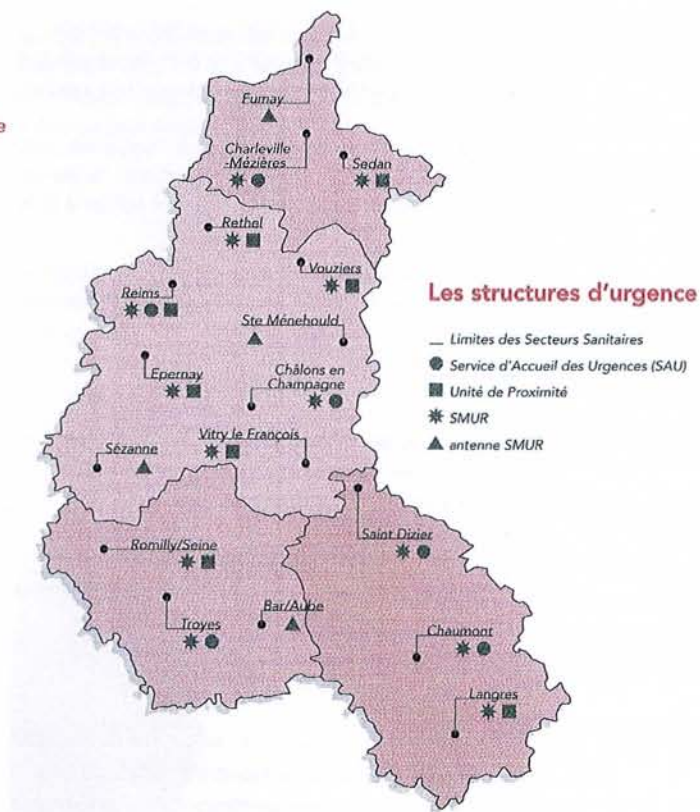 e
Fumay
Charleville
-Mézières
Sedan
Rethel
Vouziers
Reims
Ste Ménehould
Epernay
Châlons en
Champagne
Vitry le François
Sézanne
Romilly/Seine
Troyes
Bar/Aube
Saint Dizier
Chaumont
Langres
Les structures d'urgence
Limites des Secteurs Sanitaires
Service d'Accueil des Urgences (SAU)
Unité de Proximité
SMUR
antenne SMUR